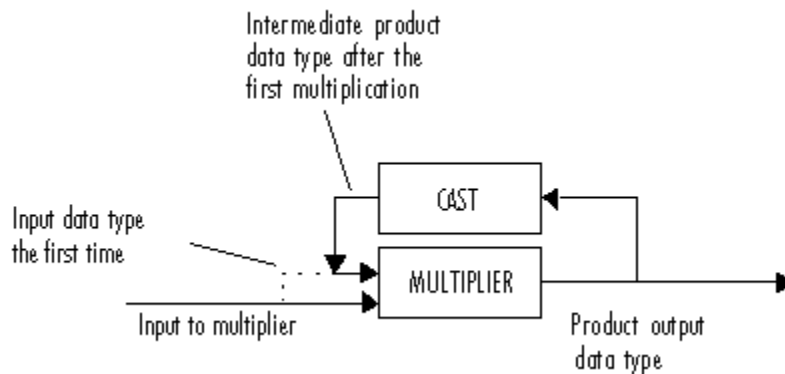 Intermediate product
data type after the
first multiplication
CAST
Input data type
the first time
MULTIPLIER
Input to multiplier
Product output
data type